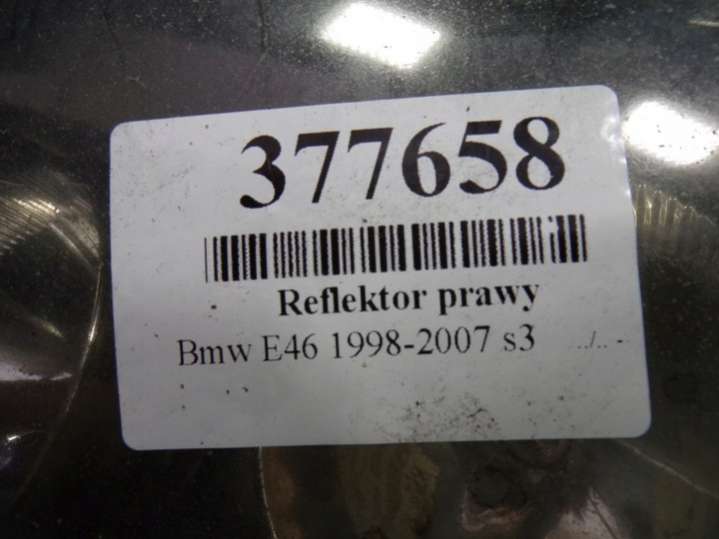 377658
Reflektor prawy
Bmw E46 1998-2007 s3 ../.. -